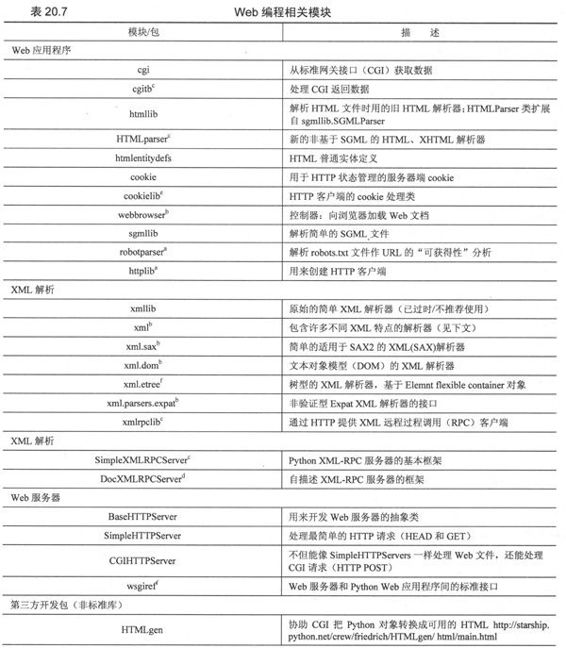 表 20.7 Web 编程相关模块
模块/包 描 述
Web 应用程序
cgi 从标准网关接口（CGI）获取数据
cgitbᶜ 处理 CGI 返回数据
htmllib 解析 HTML 文件时用的旧 HTML 解析器；HTMLParser 类扩展
自 sgmllib.SGMLParser
HTMLparserᶜ 新的非基于 SGML 的 HTML、XHTML 解析器
htmlentitydefs HTML 普通实体定义
cookie 用于 HTTP 状态管理的服务器端 cookie
cookielibᵉ HTTP 客户端的 cookie 处理类
webbrowserᵇ 控制器：向浏览器加载 Web 文档
sgmllib 解析简单的 SGML 文件
robotparserᵃ 解析 robots.txt 文件作 URL 的“可获得性”分析
httplibᵃ 用来创建 HTTP 客户端
XML 解析
xmllib 原始的简单 XML 解析器（已过时/不推荐使用）
xmlᵇ 包含许多不同 XML 特点的解析器（见下文）
xml.saxᵇ 简单的适用于 SAX2 的 XML(SAX)解析器
xml.domᵇ 文本对象模型（DOM）的 XML 解析器
xml.etreeᶠ 树型的 XML 解析器，基于 Elemnt flexible container 对象
xml.parsers.expatᵇ 非验证型 Expat XML 解析器的接口
xmlrpclibᶜ 通过 HTTP 提供 XML 远程过程调用（RPC）客户端
XML 解析
SimpleXMLRPCServerᶜ Python XML-RPC 服务器的基本框架
DocXMLRPCServerᵈ 自描述 XML-RPC 服务器的框架
Web 服务器
BaseHTTPServer 用来开发 Web 服务器的抽象类
SimpleHTTPServer 处理最简单的 HTTP 请求（HEAD 和 GET）
CGIHTTPServer 不但能像 SimpleHTTPServers 一样处理 Web 文件，还能处理
CGI 请求（HTTP POST）
wsgirefᶠ Web 服务器和 Python Web 应用程序间的标准接口
第三方开发包（非标准库）
HTMLgen 协助 CGI 把 Python 对象转换成可用的 HTML http://starship.
python.net/crew/friedrich/HTMLgen/ html/main.html